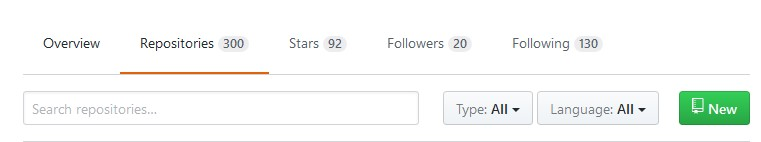 Overview Repositories 300 Stars 92 Followers 20 Following 130
Search repositories... Type: All Language: All New